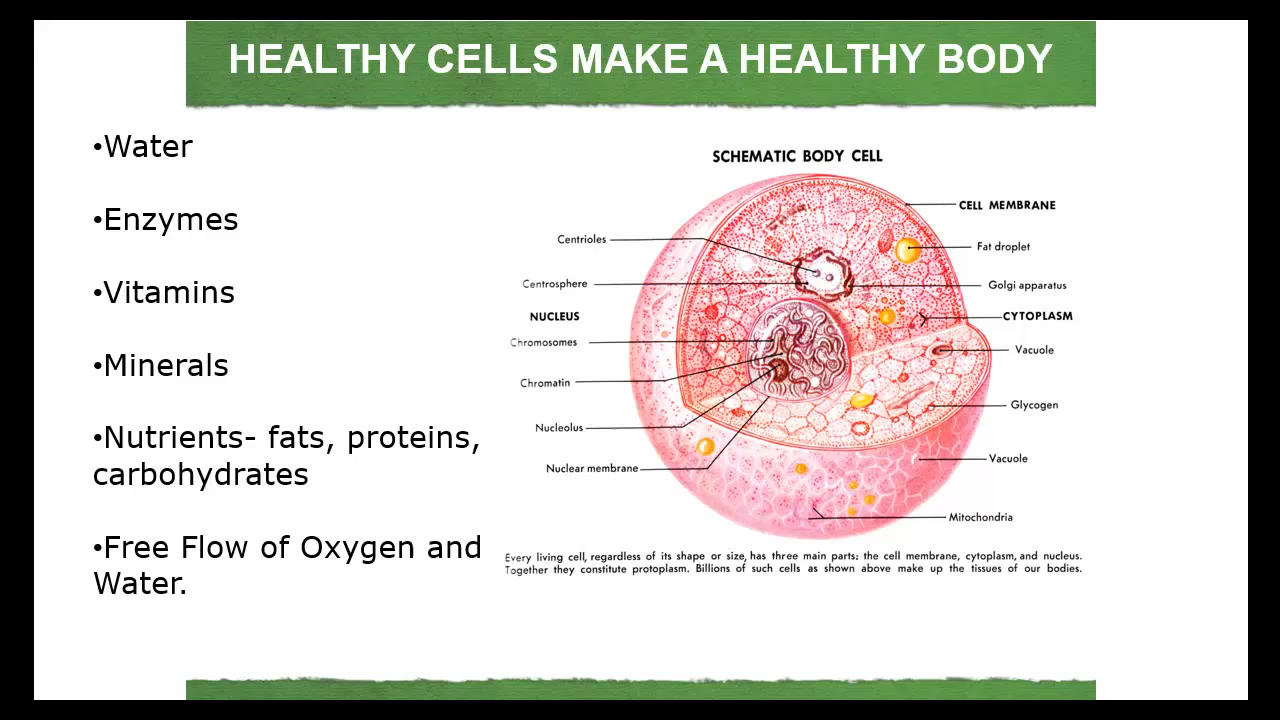 HEALTHY CELLS MAKE A HEALTHY BODY
•Water
•Enzymes
•Vitamins
•Minerals
•Nutrients- fats, proteins,
carbohydrates
•Free Flow of Oxygen and
Water.
SCHEMATIC BODY CELL
Centrioles
Centrosphere
NUCLEUS
Chromosomes
Chromatin
Nucleolus
Nuclear membrane
CELL MEMBRANE
Fat droplet
Golgi apparatus
CYTOPLASM
Vacuole
Glycogen
Vacuole
Mitochondria
Every living cell, regardless of its shape or size, has three main parts: the cell membrane, cytoplasm, and nucleus.
Together they constitute protoplasm. Billions of such cells as shown above make up the tissues of our bodies.